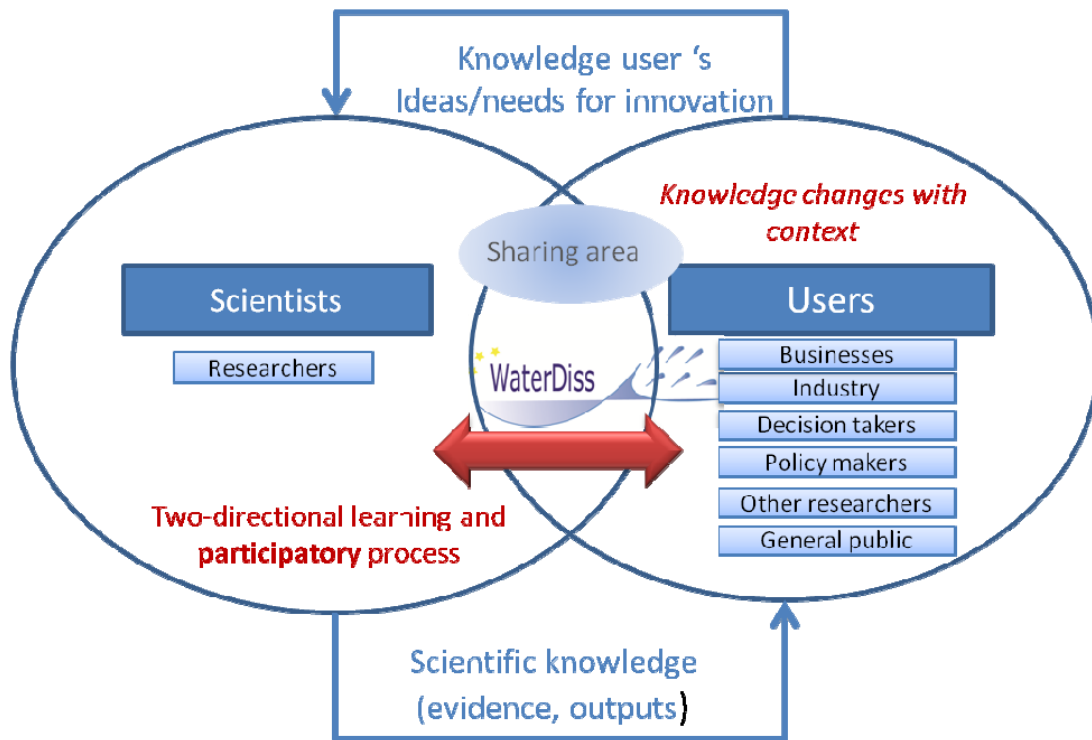 Knowledge user ‘s
Ideas/needs for innovation
Knowledge changes with
context
Sharing area
Scientists
Users
Researchers
Businesses
Industry
Decision takers
Policy makers
Other researchers
General public
WaterDiss
Two-directional learning and
participatory process
Scientific knowledge
(evidence, outputs)